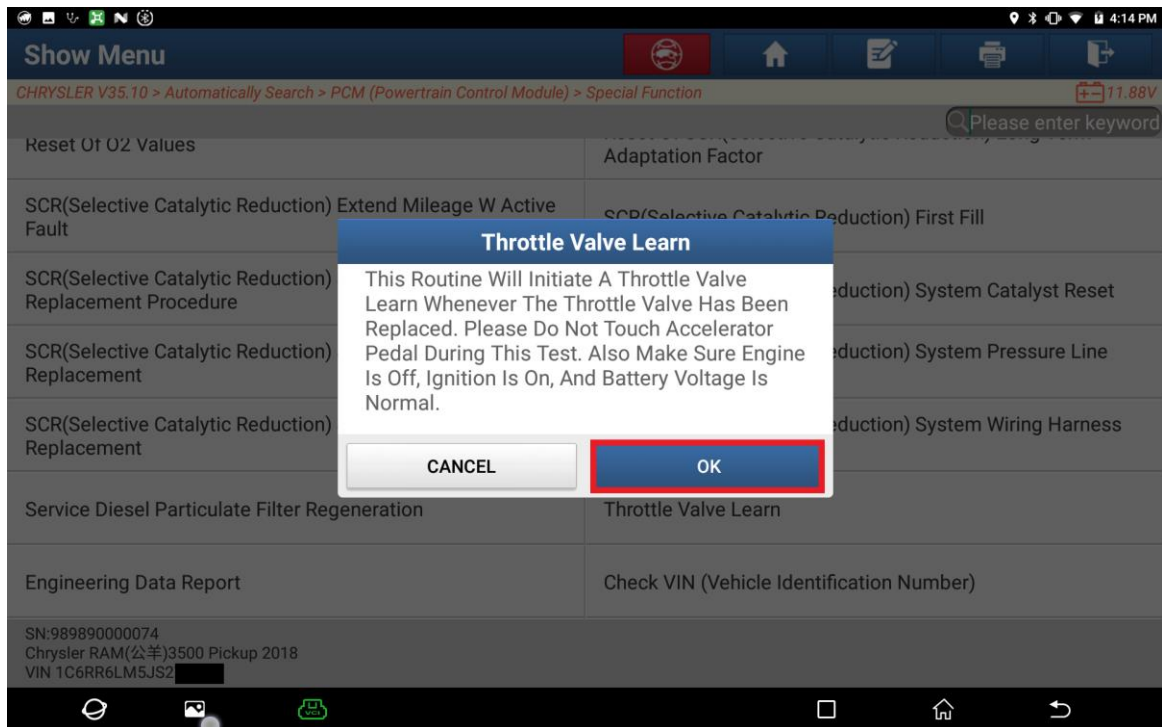 4:14 PM
Show Menu
CHRYSLER V35.10 > Automatically Search > PCM (Powertrain Control Module) > Special Function
11.88V
Please enter keyword
Reset Of O2 Values
Adaptation Factor
SCR(Selective Catalytic Reduction) Extend Mileage W Active
Fault
SCR(Selective Catalytic Reduction) First Fill
Throttle Valve Learn
This Routine Will Initiate A Throttle Valve
Learn Whenever The Throttle Valve Has Been
Replaced. Please Do Not Touch Accelerator
Pedal During This Test. Also Make Sure Engine
Is Off, Ignition Is On, And Battery Voltage Is
Normal.
CANCEL
OK
SCR(Selective Catalytic Reduction)
Replacement Procedure
System Catalyst Reset
SCR(Selective Catalytic Reduction)
Replacement
System Pressure Line
SCR(Selective Catalytic Reduction)
Replacement
System Wiring Harness
Service Diesel Particulate Filter Regeneration
Throttle Valve Learn
Engineering Data Report
Check VIN (Vehicle Identification Number)
SN:989890000074
Chrysler RAM(公羊)3500 Pickup 2018
VIN 1C6RR6LM5JS2
VCI